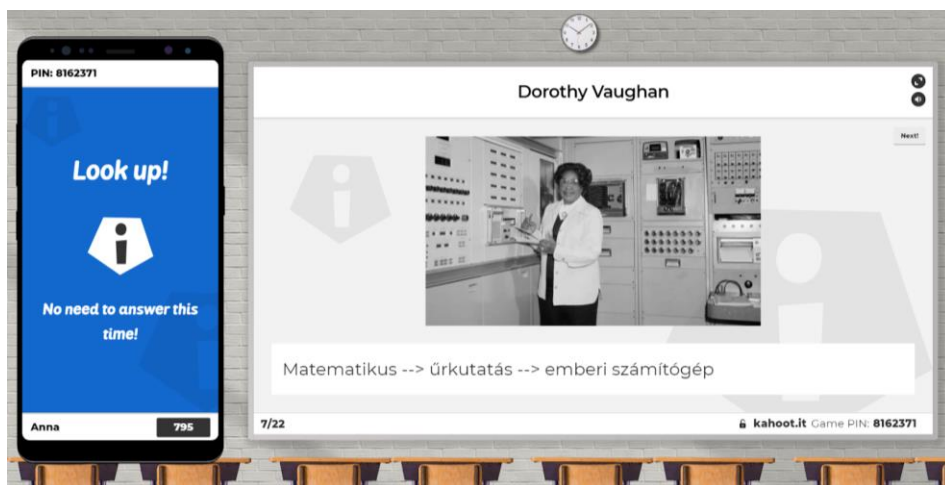 PIN: 8162371
Look up!
No need to answer this
time!
Anna
795
Dorothy Vaughan
Next!
Matematikus --> űrkutatás --> emberi számítógép
7/22
kahoot.it Game PIN: 8162371